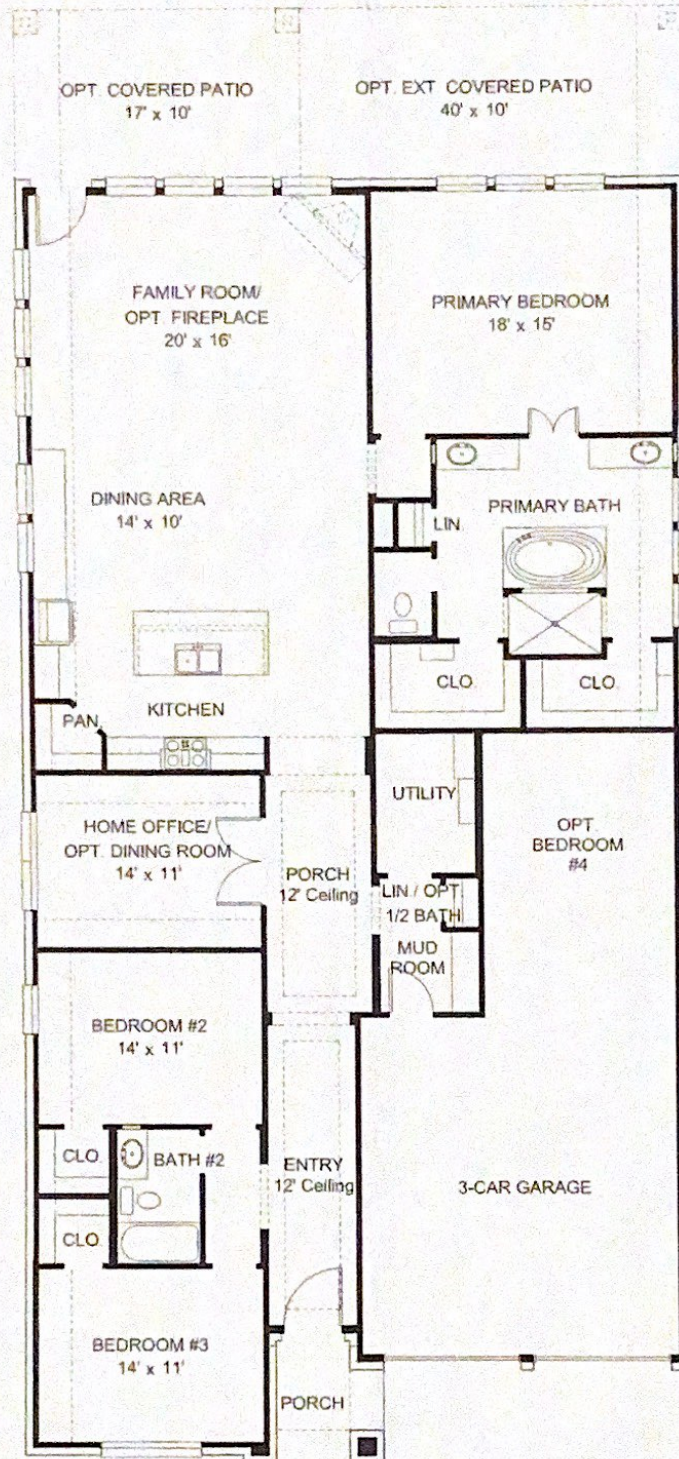 OPT. COVERED PATIO
17' x 10'
OPT. EXT COVERED PATIO
40' x 10'
FAMILY ROOM/
OPT. FIREPLACE
20' x 16'
PRIMARY BEDROOM
18' x 15'
DINING AREA
14' x 10'
PRIMARY BATH
LIN.
CLO.
CLO.
PAN.
KITCHEN
UTILITY
HOME OFFICE/
OPT. DINING ROOM
14' x 11'
OPT.
BEDROOM
#4
PORCH
12' Ceiling
LIN / OPT
1/2 BATH
MUD
ROOM
BEDROOM #2
14' x 11'
CLO.
BATH #2
ENTRY
12' Ceiling
3-CAR GARAGE
CLO.
BEDROOM #3
14' x 11'
PORCH